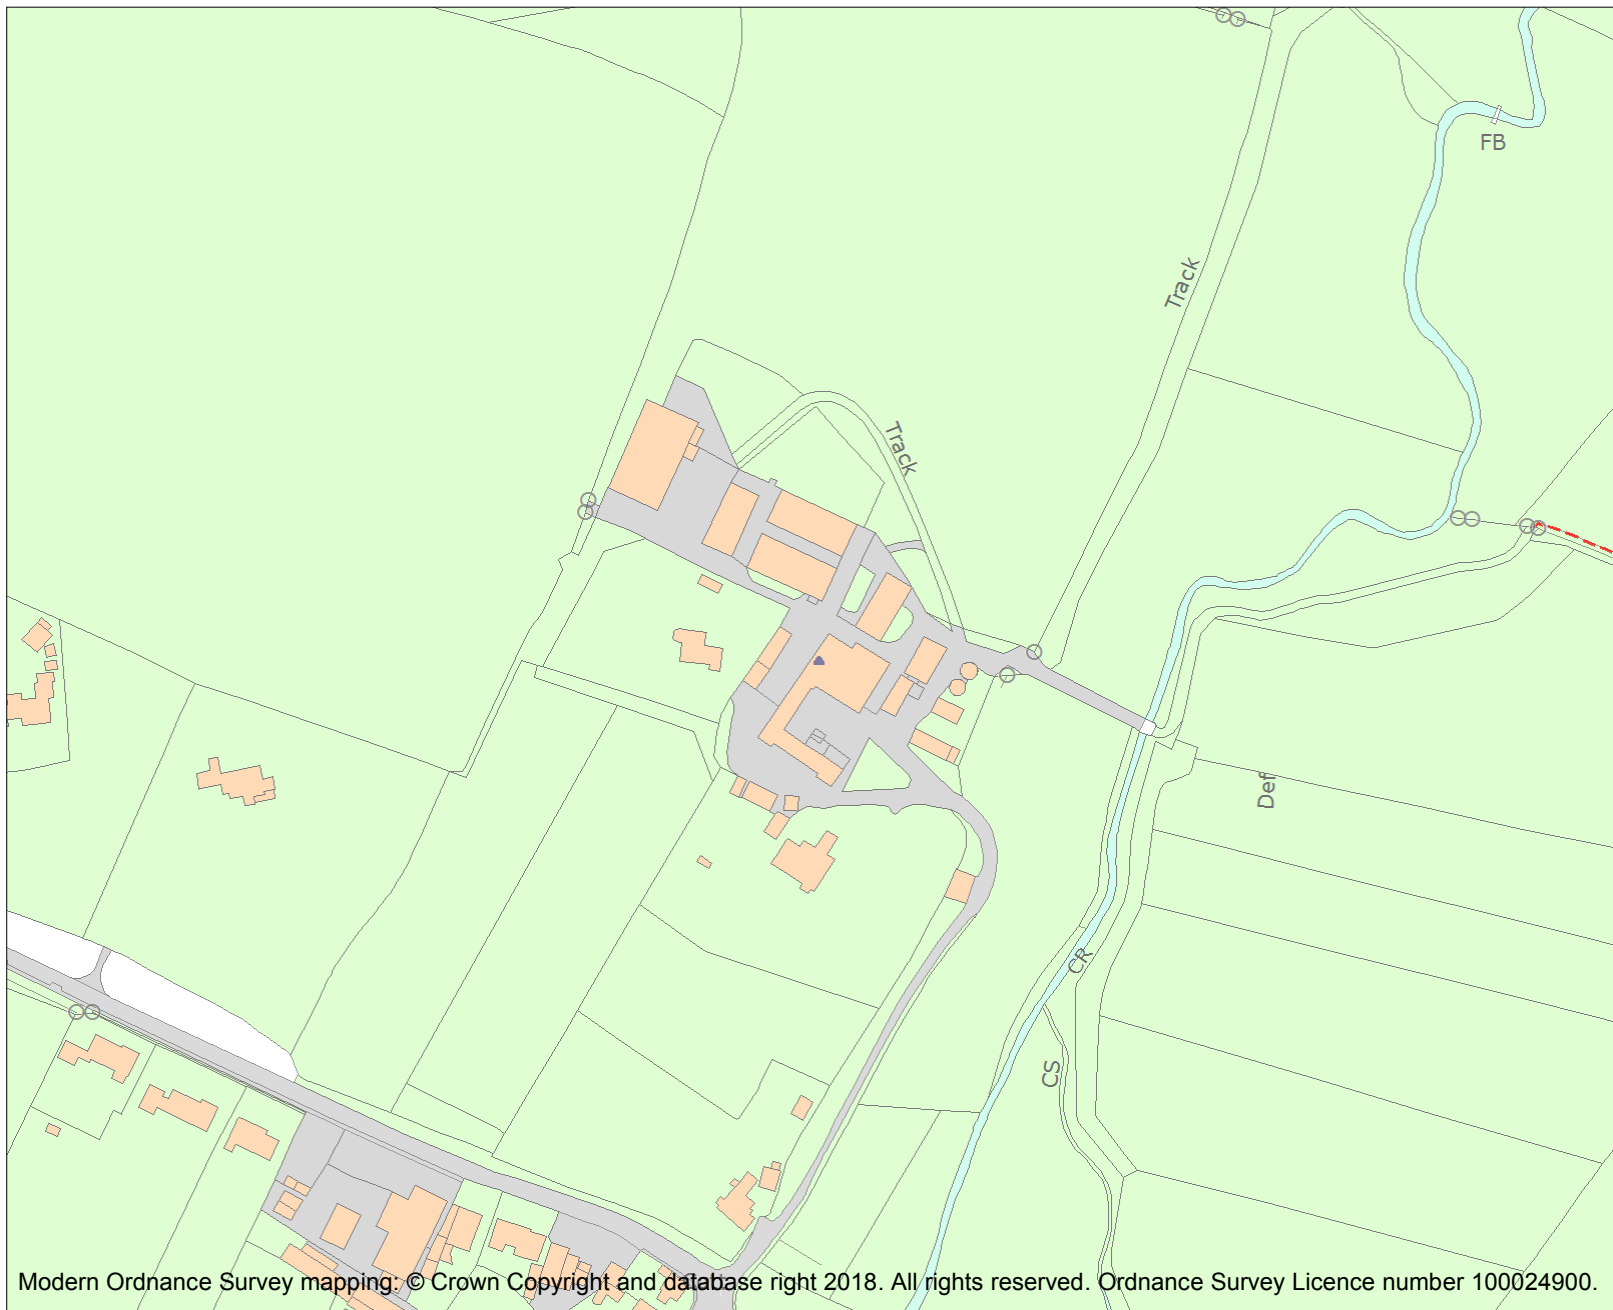 FB
Track
Track
Def
CR
CS
Modern Ordnance Survey mapping: © Crown Copyright and database right 2018. All rights reserved. Ordnance Survey Licence number 100024900.